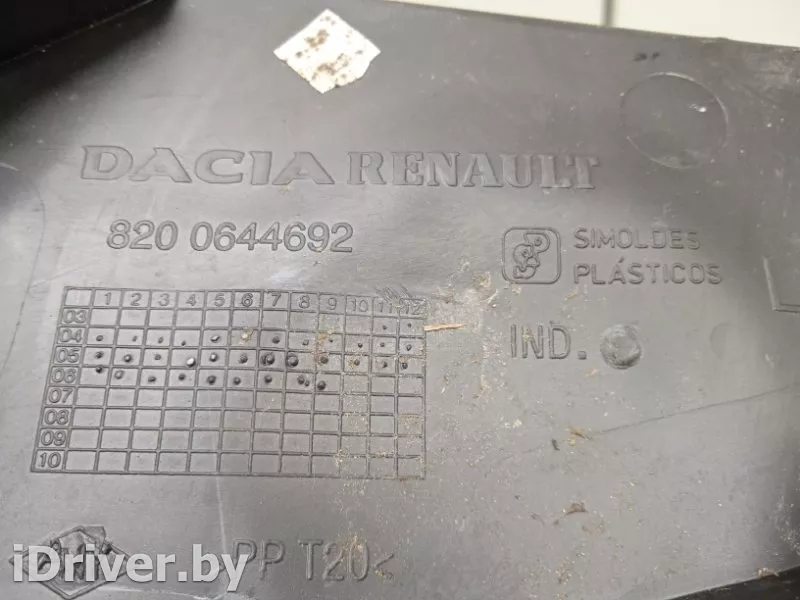 DACIA RENAULT
820 0644692
SIMOLDES
PLÁSTICOS
1 2 3 4 5 6 7 8 9 10 11 12
03
04
05
06
07
08
09
10
IND.
PP T20<
iDriver.by